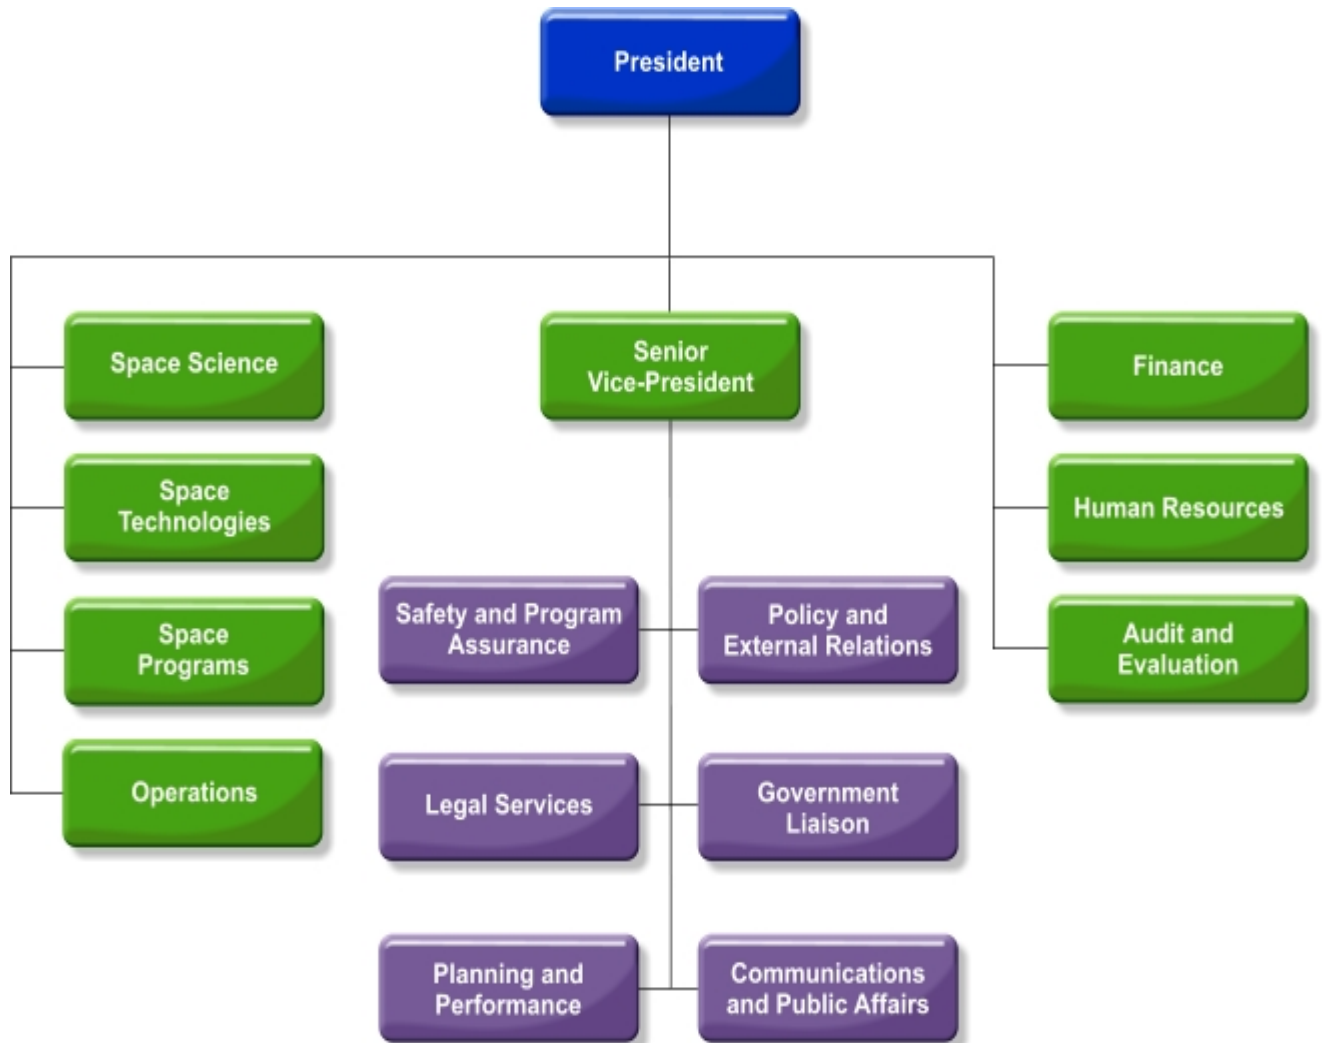 President
Space Science
Senior
Vice-President
Finance
Space
Technologies
Human Resources
Safety and Program
Assurance
Policy and
External Relations
Space
Programs
Audit and
Evaluation
Operations
Legal Services
Government
Liaison
Planning and
Performance
Communications
and Public Affairs